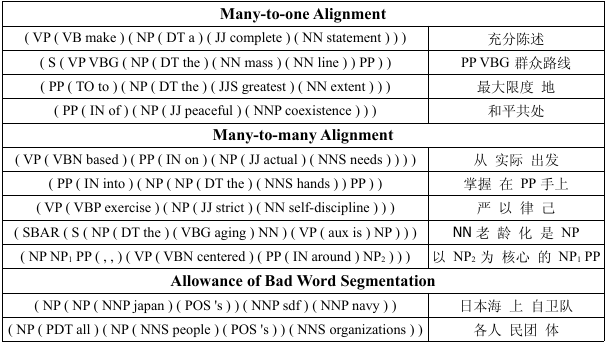 Many-to-one Alignment
( VP ( VB make ) ( NP ( DT a ) ( JJ complete ) ( NN statement ) ) ) 充分陈述
( S ( VP VBG ( NP ( DT the ) ( NN mass ) ( NN line ) ) PP ) ) PP VBG 群众路线
( PP ( TO to ) ( NP ( DT the ) ( JJS greatest ) ( NN extent ) ) ) 最大限度 地
( PP ( IN of ) ( NP ( JJ peaceful ) ( NNP coexistence ) ) ) 和平共处
Many-to-many Alignment
( VP ( VBN based ) ( PP ( IN on ) ( NP ( JJ actual ) ( NNS needs ) ) ) ) 从 实际 出发
( PP ( IN into ) ( NP ( NP ( DT the ) ( NNS hands ) ) PP ) ) 掌握 在 PP 手上
( VP ( VBP exercise ) ( NP ( JJ strict ) ( NN self-discipline ) ) ) 严 以 律 己
( SBAR ( S ( NP ( DT the ) ( VBG aging ) NN ) ( VP ( aux is ) NP ) ) ) NN 老 龄 化 是 NP
( NP NP₁ PP ( , , ) ( VP ( VBN centered ) ( PP ( IN around ) NP₂ ) ) ) 以 NP₂ 为 核心 的 NP₁ PP
Allowance of Bad Word Segmentation
( NP ( NP ( NNP japan ) ( POS 's ) ) ( NNP sdf ) ( NNP navy ) ) 日本海 上 自卫队
( NP ( PDT all ) ( NP ( NNS people ) ( POS 's ) ) ( NNS organizations ) ) 各人 民团 体